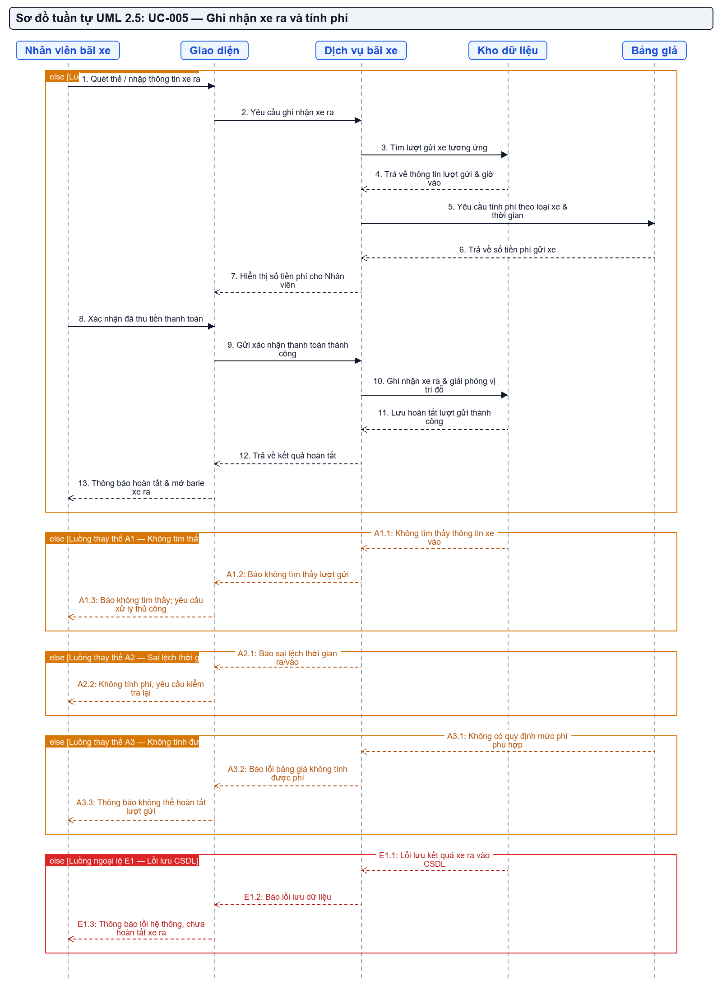 Sơ đồ tuần tự UML 2.5: UC-005 — Ghi nhận xe ra và tính phí
Nhân viên bãi xe
Giao diện
Dịch vụ bãi xe
Kho dữ liệu
Bảng giá
else
1. Quét thẻ / nhập thông tin xe ra
2. Yêu cầu ghi nhận xe ra
3. Tìm lượt gửi xe tương ứng
4. Trả về thông tin lượt gửi & giờ
vào
5. Yêu cầu tính phí theo loại xe &
thời gian
6. Trả về số tiền phí gửi xe
7. Hiển thị số tiền phí cho Nhân
viên
8. Xác nhận đã thu tiền thanh toán
9. Gửi xác nhận thanh toán thành
công
10. Ghi nhận xe ra & giải phóng vị
trí đỗ
11. Lưu hoàn tất lượt gửi thành
công
12. Trả về kết quả hoàn tất
13. Thông báo hoàn tất & mở barie
xe ra
else [Luồng thay thế A1 — Không tìm thấy
A1.1: Không tìm thấy thông tin xe
vào
A1.2: Báo không tìm thấy lượt gửi
A1.3: Báo không tìm thấy; yêu cầu
xử lý thủ công
else [Luồng thay thế A2 — Sai lệch thời g
A2.1: Báo sai lệch thời gian
ra/vào
A2.2: Không tính phí, yêu cầu kiểm
tra lại
else [Luồng thay thế A3 — Không tính đư
A3.1: Không có quy định mức phí
phù hợp
A3.2: Báo lỗi bảng giá không tính
được phí
A3.3: Thông báo không thể hoàn tất
lượt gửi
else [Luồng ngoại lệ E1 — Lỗi lưu CSDL]
E1.1: Lỗi lưu kết quả xe ra vào
CSDL
E1.2: Báo lỗi lưu dữ liệu
E1.3: Thông báo lỗi hệ thống, chưa
hoàn tất xe ra